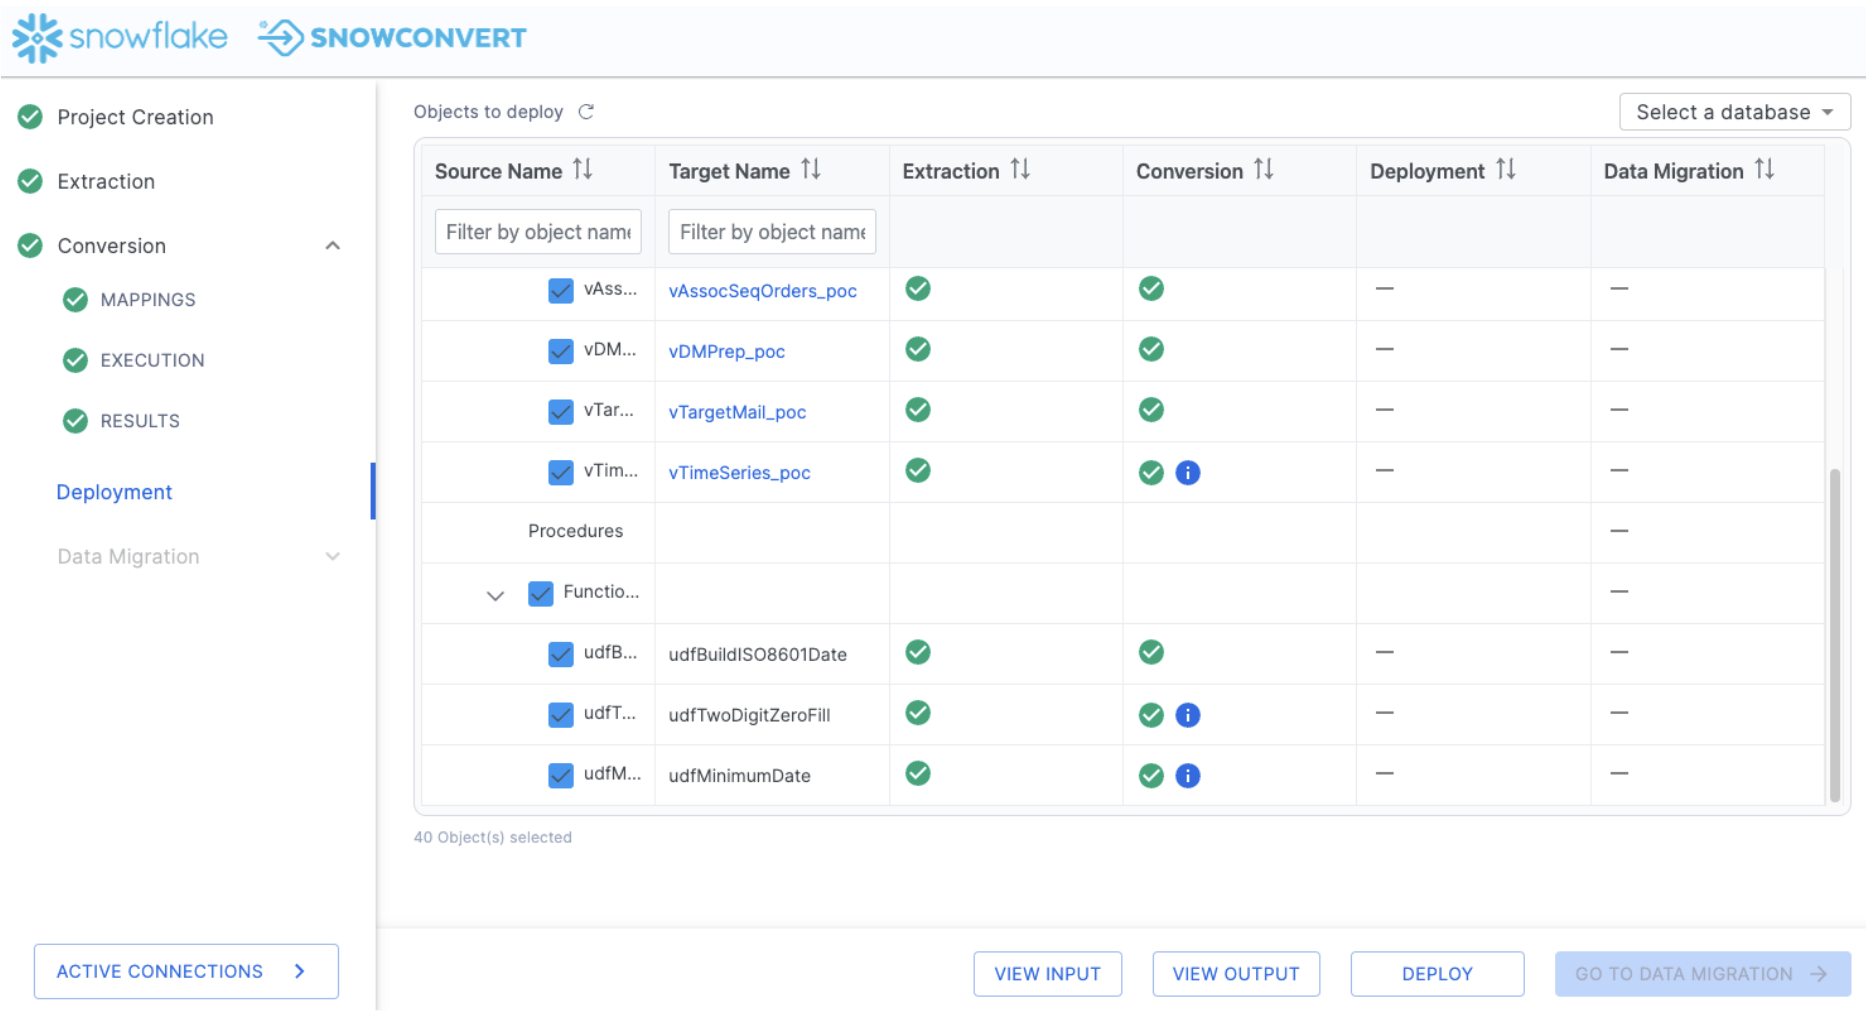 snowflake SNOWCONVERT
Project Creation
Extraction
Conversion
MAPPINGS
EXECUTION
RESULTS
Deployment
Data Migration
ACTIVE CONNECTIONS
Objects to deploy
Select a database
Source Name Target Name Extraction Conversion Deployment Data Migration
Filter by object name Filter by object name
vAss... vAssocSeqOrders_poc — —
vDM... vDMPrep_poc — —
vTar... vTargetMail_poc — —
vTim... vTimeSeries_poc i — —
Procedures —
Functio... —
udfB... udfBuildISO8601Date — —
udfT... udfTwoDigitZeroFill i — —
udfM... udfMinimumDate i — —
40 Object(s) selected
VIEW INPUT VIEW OUTPUT DEPLOY GO TO DATA MIGRATION